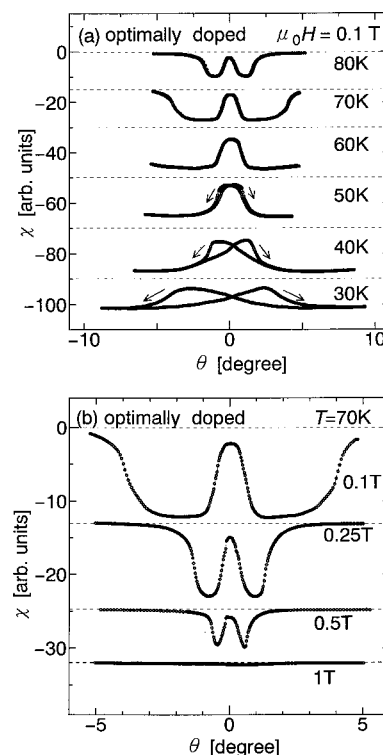 (a) optimally doped μ₀H = 0.1 T
0
−20
−40
−60
−80
−100
80K
70K
60K
50K
40K
30K
χ [arb. units]
−10 0 10
θ [degree]
(b) optimally doped T=70K
0
−10
−20
−30
0.1T
0.25T
0.5T
1T
χ [arb. units]
−5 0 5
θ [degree]